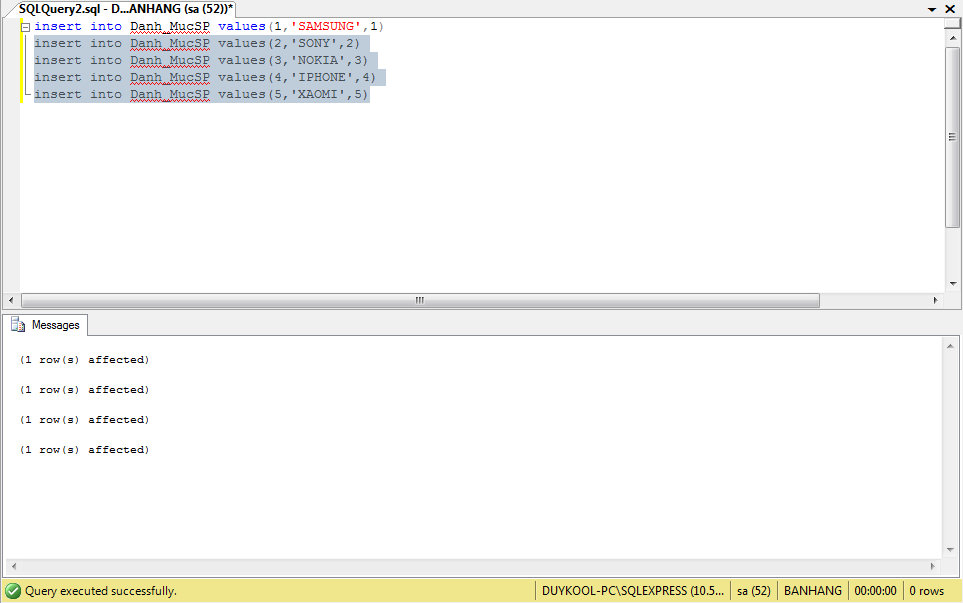 SQLQuery2.sql - D...ANHANG (sa (52))*
insert into Danh_MucSP values(1,'SAMSUNG',1)
insert into Danh_MucSP values(2,'SONY',2)
insert into Danh_MucSP values(3,'NOKIA',3)
insert into Danh_MucSP values(4,'IPHONE',4)
insert into Danh_MucSP values(5,'XAOMI',5)
Messages
(1 row(s) affected)
(1 row(s) affected)
(1 row(s) affected)
(1 row(s) affected)
Query executed successfully. DUYKOOL-PC\SQLEXPRESS (10.5... sa (52) BANHANG 00:00:00 0 rows